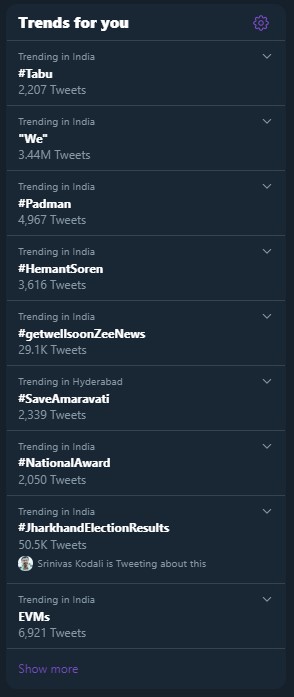 Trends for you
Trending in India
#Tabu
2,207 Tweets
Trending in India
"We"
3.44M Tweets
Trending in India
#Padman
4,967 Tweets
Trending in India
#HemantSoren
3,616 Tweets
Trending in India
#getwellsoonZeeNews
29.1K Tweets
Trending in Hyderabad
#SaveAmaravati
2,339 Tweets
Trending in India
#NationalAward
2,050 Tweets
Trending in India
#JharkhandElectionResults
50.5K Tweets
Srinivas Kodali is Tweeting about this
Trending in India
EVMs
6,921 Tweets
Show more